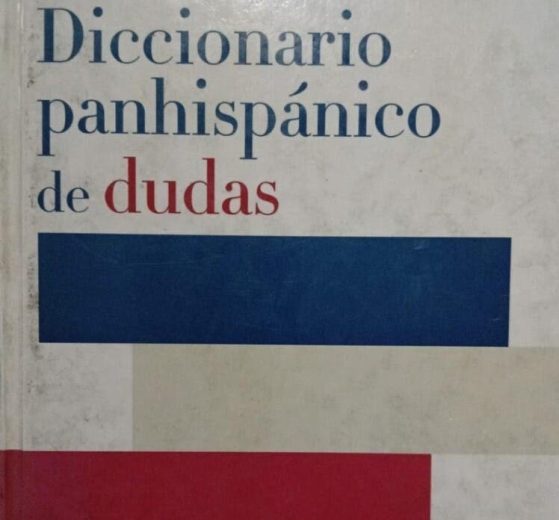 Diccionario
panhispánico
de dudas